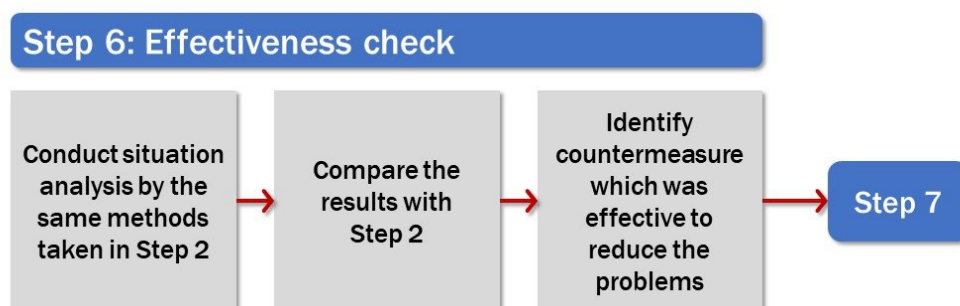 Step 6: Effectiveness check
Conduct situation
analysis by the
same methods
taken in Step 2
Compare the
results with
Step 2
Identify
countermeasure
which was
effective to
reduce the
problems
Step 7